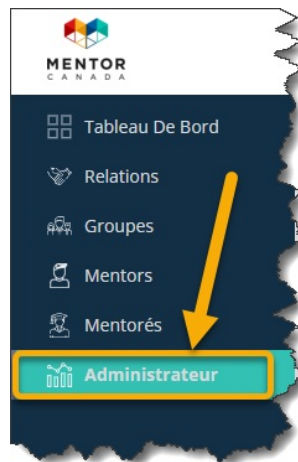 MENTOR
CANADA
Tableau De Bord
Relations
Groupes
Mentors
Mentorés
Administrateur